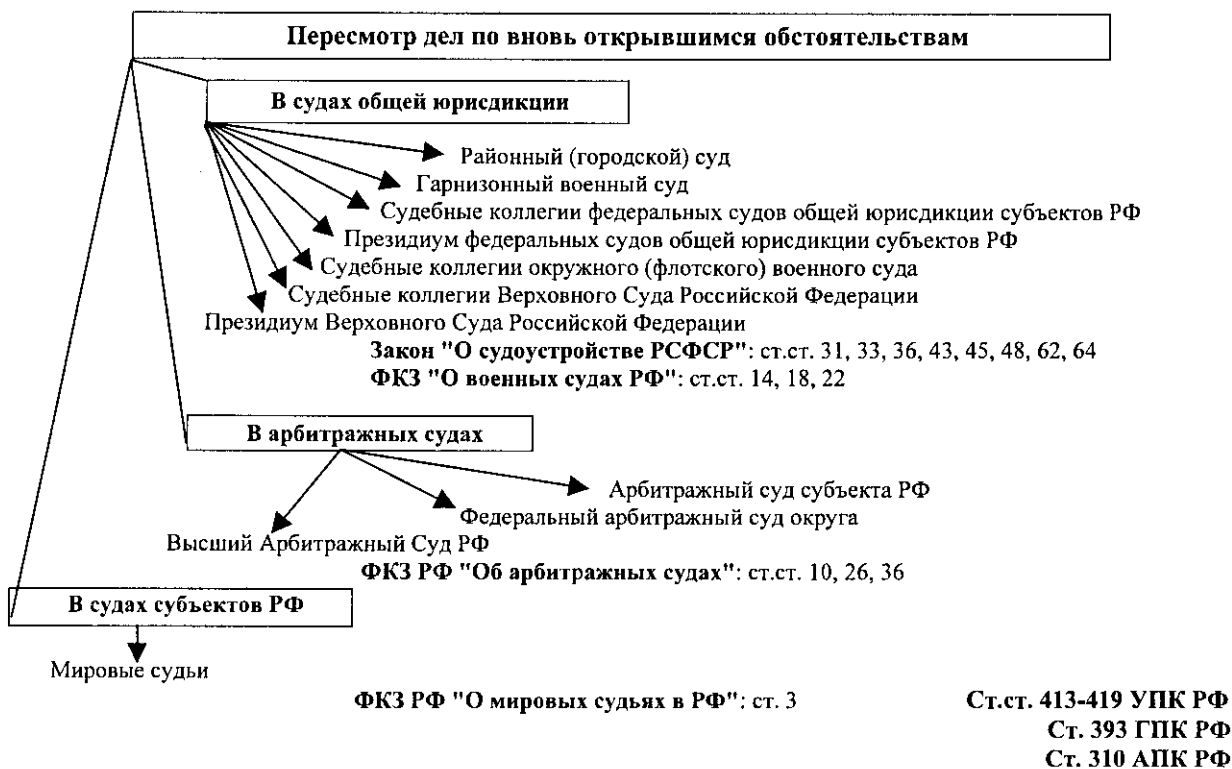 Пересмотр дел по вновь открывшимся обстоятельствам
В судах общей юрисдикции
Районный (городской) суд
Гарнизонный военный суд
Судебные коллегии федеральных судов общей юрисдикции субъектов РФ
Президиум федеральных судов общей юрисдикции субъектов РФ
Судебные коллегии окружного (флотского) военного суда
Судебные коллегии Верховного Суда Российской Федерации
Президиум Верховного Суда Российской Федерации
Закон "О судоустройстве РСФСР": ст.ст. 31, 33, 36, 43, 45, 48, 62, 64
ФКЗ "О военных судах РФ": ст.ст. 14, 18, 22
В арбитражных судах
Арбитражный суд субъекта РФ
Федеральный арбитражный суд округа
Высший Арбитражный Суд РФ
ФКЗ РФ "Об арбитражных судах": ст.ст. 10, 26, 36
В судах субъектов РФ
Мировые судьи
ФКЗ РФ "О мировых судьях в РФ": ст. 3 Ст.ст. 413-419 УПК РФ
Ст. 393 ГПК РФ
Ст. 310 АПК РФ